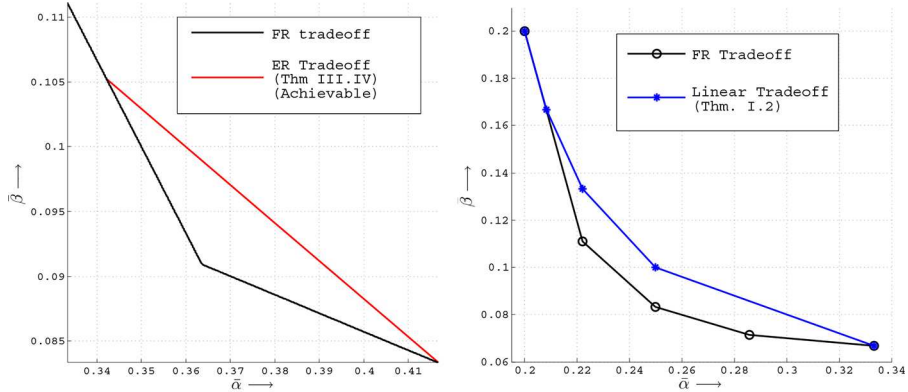 0.11
0.105
0.1
0.095
0.09
0.085
β̄ ⟶
0.34
0.35
0.36
0.37
0.38
0.39
0.4
0.41
ᾱ ⟶
FR tradeoff
ER Tradeoff
(Thm III.IV)
(Achievable)
0.2
0.18
0.16
0.14
0.12
0.1
0.08
0.06
β̄ ⟶
0.2
0.22
0.24
0.26
0.28
0.3
0.32
0.34
ᾱ ⟶
FR Tradeoff
Linear Tradeoff
(Thm. I.2)